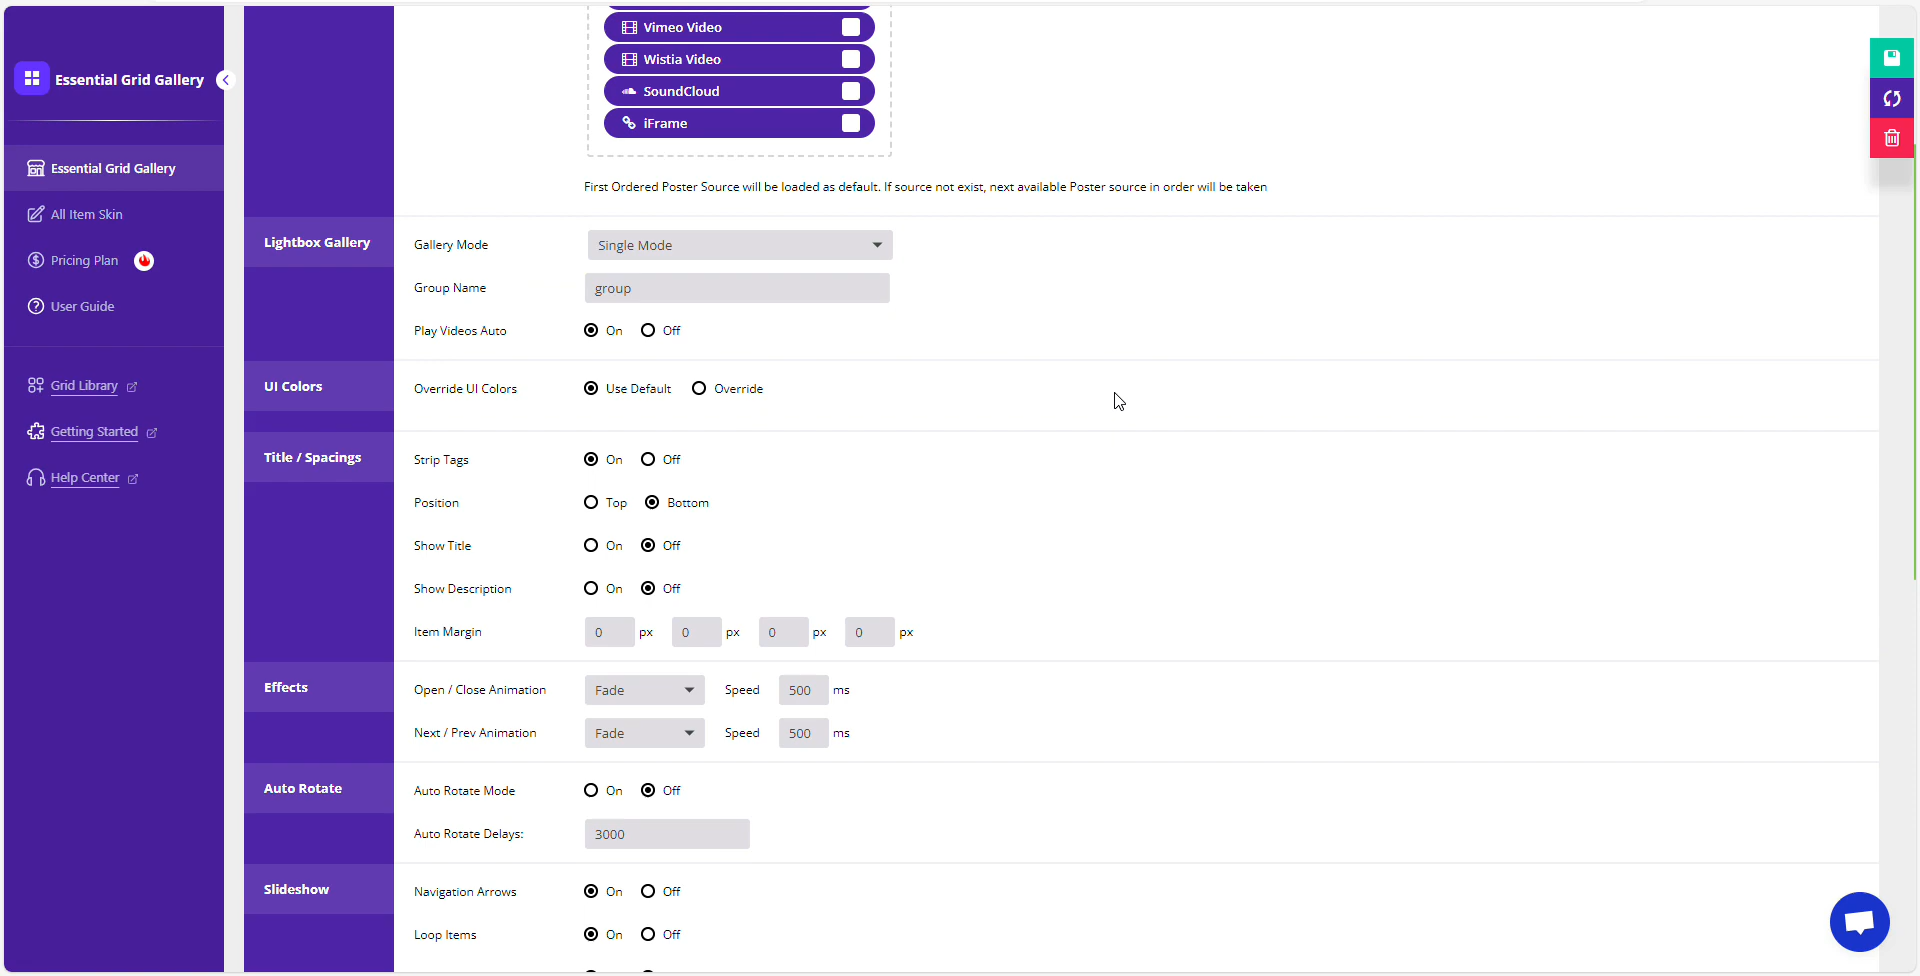 Essential Grid Gallery
Essential Grid Gallery
All Item Skin
Pricing Plan
User Guide
Grid Library
Getting Started
Help Center
Vimeo Video
Wistia Video
SoundCloud
iFrame
First Ordered Poster Source will be loaded as default. If source not exist, next available Poster source in order will be taken
Lightbox Gallery
Gallery Mode Single Mode
Group Name group
Play Videos Auto On Off
UI Colors
Override UI Colors Use Default Override
Title / Spacings
Strip Tags On Off
Position Top Bottom
Show Title On Off
Show Description On Off
Item Margin 0 px 0 px 0 px 0 px
Effects
Open / Close Animation Fade Speed 500 ms
Next / Prev Animation Fade Speed 500 ms
Auto Rotate
Auto Rotate Mode On Off
Auto Rotate Delays: 3000
Slideshow
Navigation Arrows On Off
Loop Items On Off